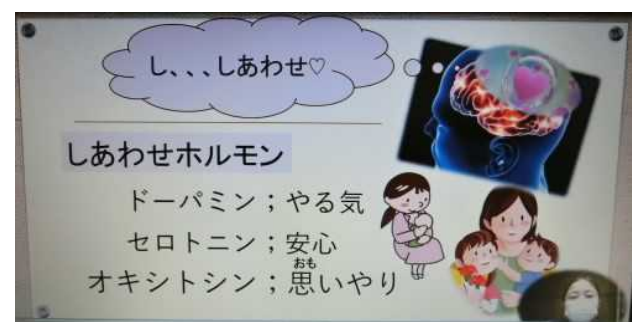 し、、、しあわせ♡
しあわせホルモン
ドーパミン；やる気
セロトニン；安心
おも
オキシトシン；思いやり